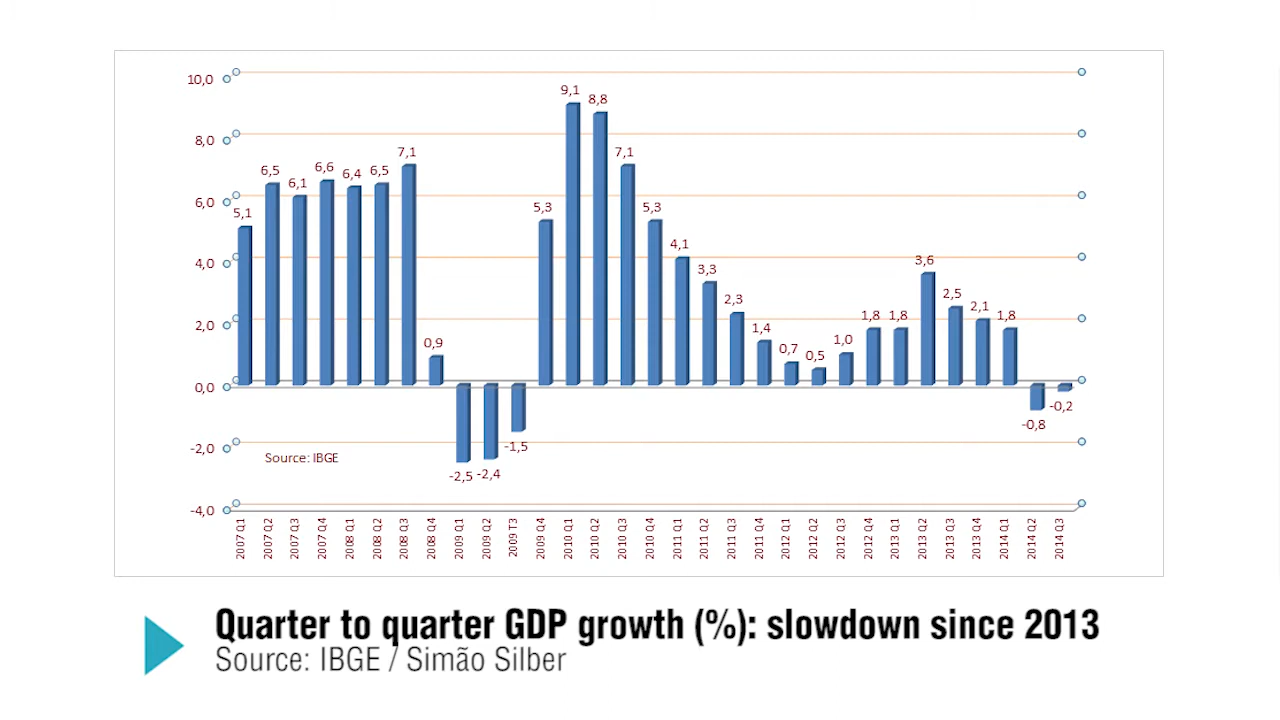 10,0
8,0
6,0
4,0
2,0
0,0
-2,0
-4,0
5,1
6,5
6,1
6,6
6,4
6,5
7,1
0,9
-2,5
-2,4
-1,5
5,3
9,1
8,8
7,1
5,3
4,1
3,3
2,3
1,4
0,7
0,5
1,0
1,8
1,8
3,6
2,5
2,1
1,8
-0,8
-0,2
Source: IBGE
2007 Q1
2007 Q2
2007 Q3
2007 Q4
2008 Q1
2008 Q2
2008 Q3
2008 Q4
2009 Q1
2009 Q2
2009 T3
2009 Q4
2010 Q1
2010 Q2
2010 Q3
2010 Q4
2011 Q1
2011 Q2
2011 Q3
2011 Q4
2012 Q1
2012 Q2
2012 Q3
2012 Q4
2013 Q1
2013 Q2
2013 Q3
2013 Q4
2014 Q1
2014 Q2
2014 Q3
Quarter to quarter GDP growth (%): slowdown since 2013
Source: IBGE / Simão Silber